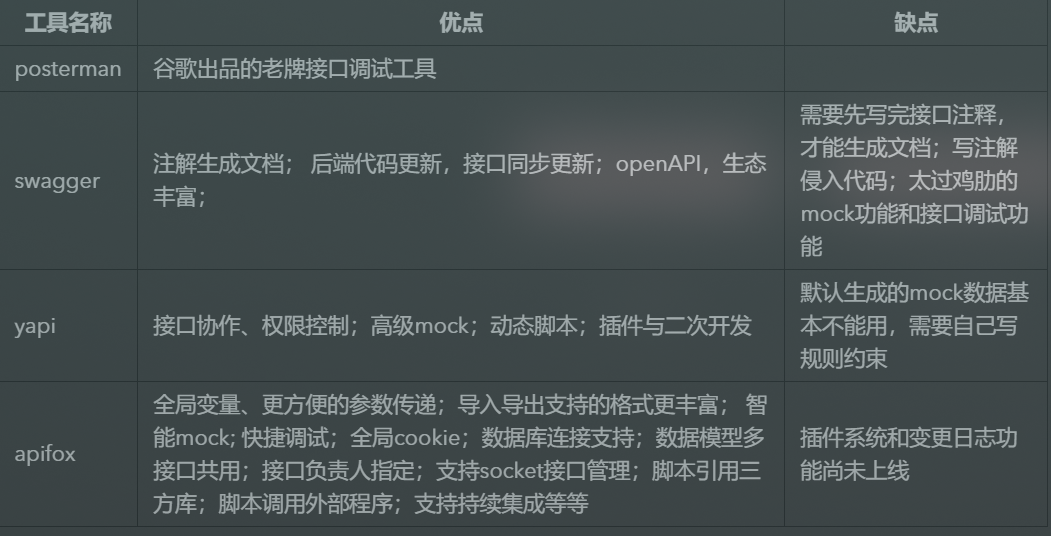 工具名称 优点 缺点
posterman 谷歌出品的老牌接口调试工具
swagger
注解生成文档； 后端代码更新，接口同步更新；openAPI，生态
丰富；
需要先写完接口注释，
才能生成文档；写注解
侵入代码；太过鸡肋的
mock功能和接口调试功
能
yapi
接口协作、权限控制；高级mock；动态脚本；插件与二次开发
默认生成的mock数据基
本不能用，需要自己写
规则约束
apifox
全局变量、更方便的参数传递；导入导出支持的格式更丰富； 智
能mock; 快捷调试；全局cookie；数据库连接支持；数据模型多
接口共用；接口负责人指定；支持socket接口管理；脚本引用三
方库；脚本调用外部程序；支持持续集成等等
插件系统和变更日志功
能尚未上线